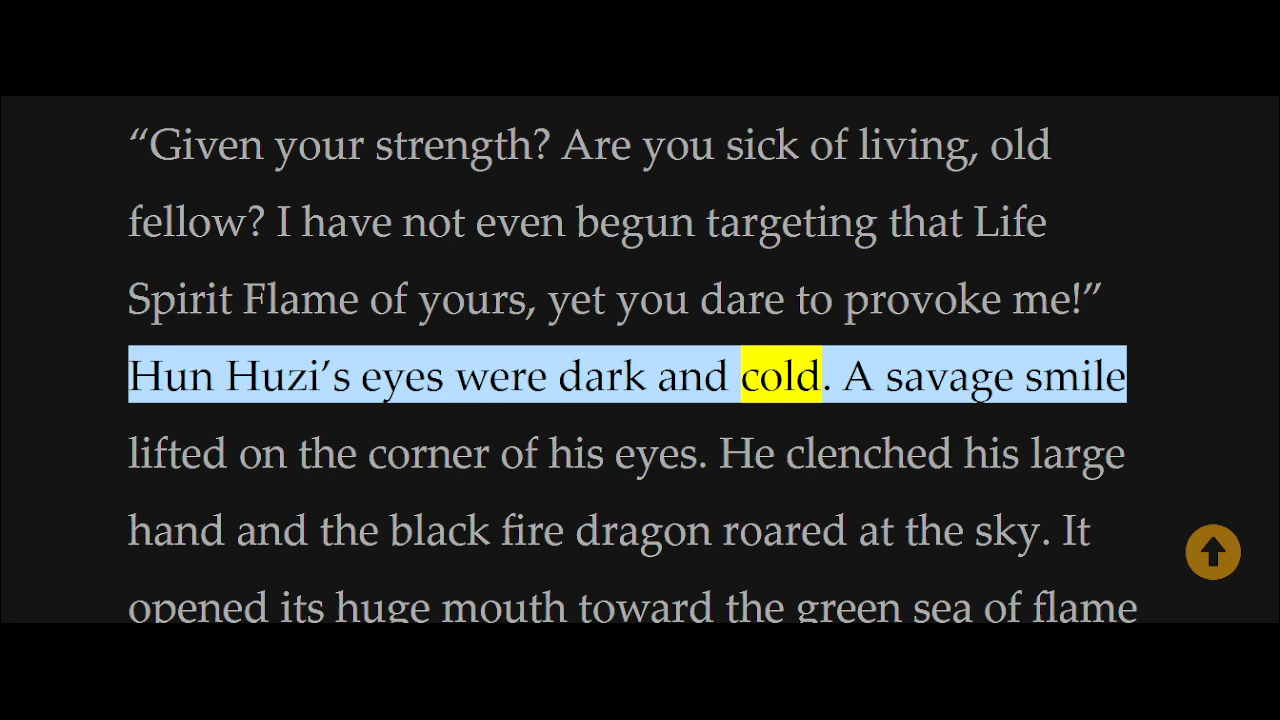 “Given your strength? Are you sick of living, old
fellow? I have not even begun targeting that Life
Spirit Flame of yours, yet you dare to provoke me!”
Hun Huzi’s eyes were dark and cold. A savage smile
lifted on the corner of his eyes. He clenched his large
hand and the black fire dragon roared at the sky. It
opened its huge mouth toward the green sea of flame